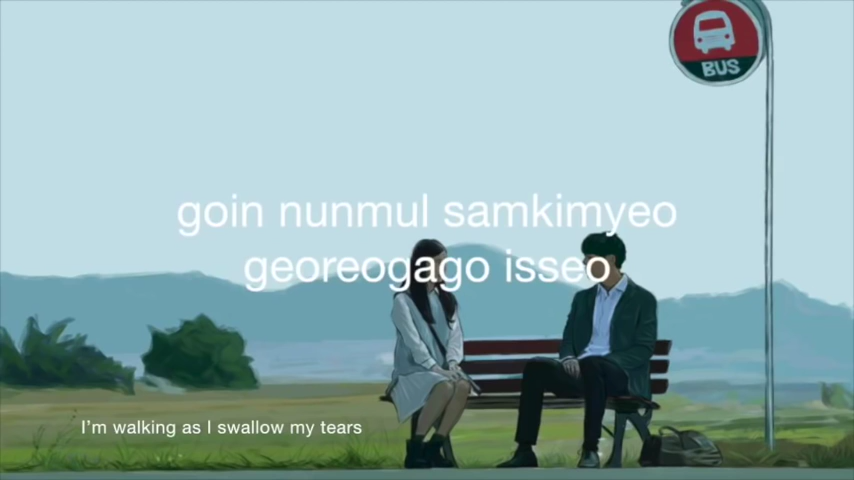 BUS
goin nunmul samkimyeo
georeogago isseo
I’m walking as I swallow my tears